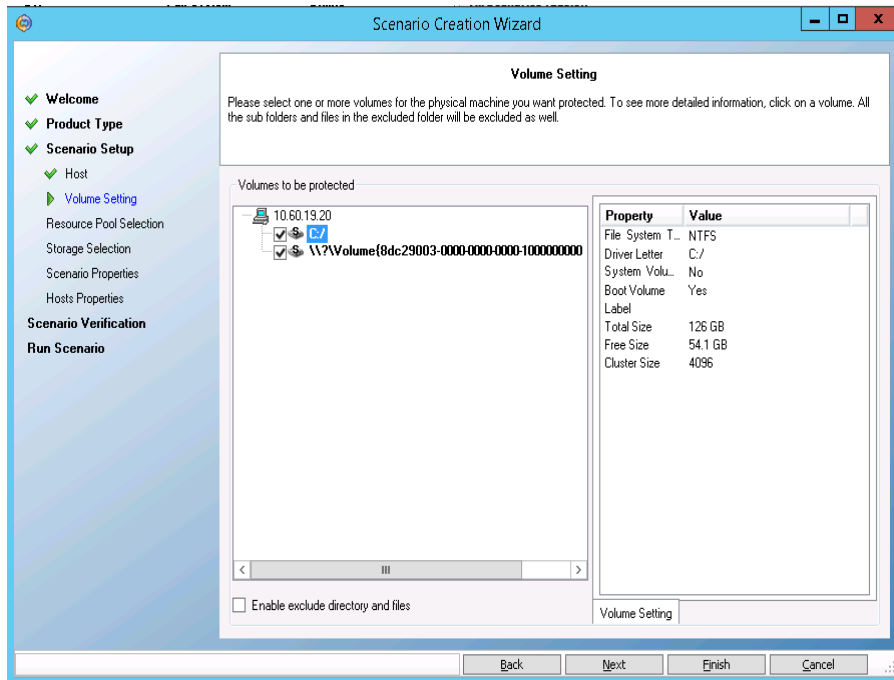 Scenario Creation Wizard
Volume Setting
Please select one or more volumes for the physical machine you want protected. To see more detailed information, click on a volume. All
the sub folders and files in the excluded folder will be excluded as well.
Welcome
Product Type
Scenario Setup
Host
Volume Setting
Resource Pool Selection
Storage Selection
Scenario Properties
Hosts Properties
Scenario Verification
Run Scenario
Volumes to be protected
10.60.19.20
C:/
\\?\Volume{8dc29003-0000-0000-0000-1000000000
Enable exclude directory and files
Property Value
File System T... NTFS
Driver Letter C:/
System Volu... No
Boot Volume Yes
Label
Total Size 126 GB
Free Size 54.1 GB
Cluster Size 4096
Volume Setting
Back Next Finish Cancel